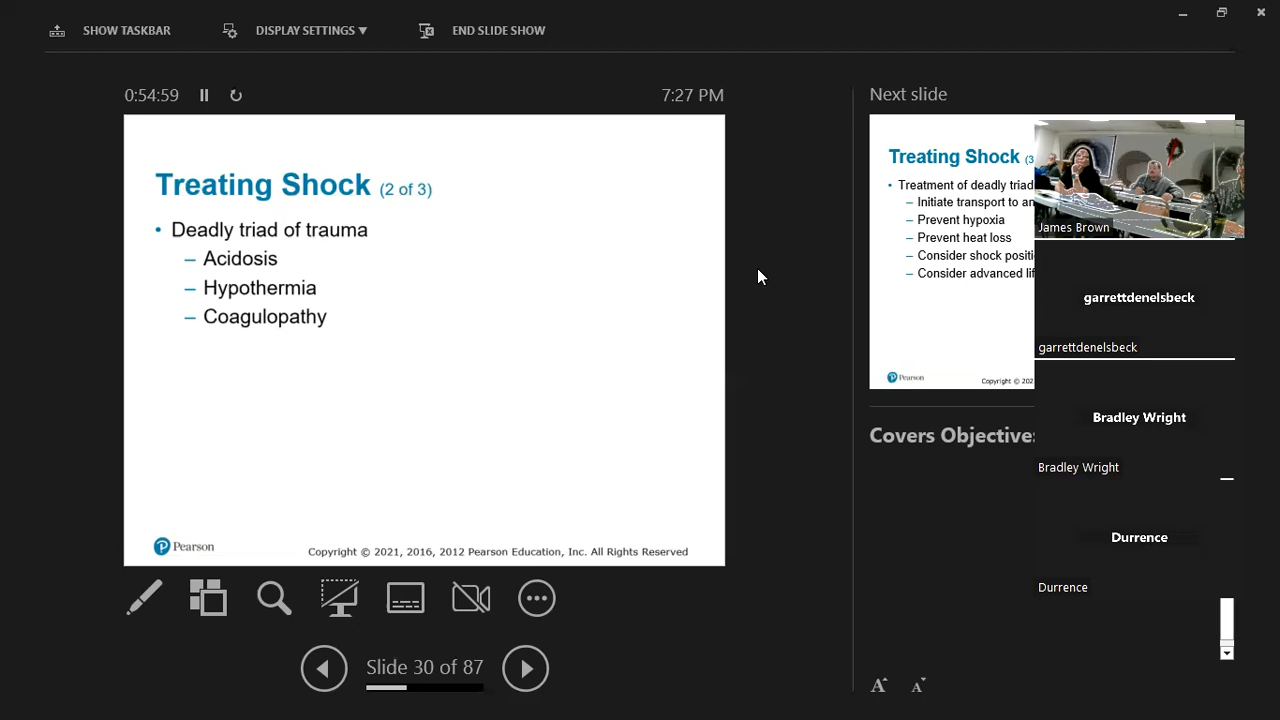 SHOW TASKBAR
DISPLAY SETTINGS ▼
END SLIDE SHOW
0:54:59
7:27 PM
Treating Shock (2 of 3)
• Deadly triad of trauma
– Acidosis
– Hypothermia
– Coagulopathy
Pearson
Copyright © 2021, 2016, 2012 Pearson Education, Inc. All Rights Reserved
Slide 30 of 87
Next slide
Treating Shock (3
• Treatment of deadly triad
– Initiate transport to an
– Prevent hypoxia
– Prevent heat loss
– Consider shock positi
– Consider advanced lif
Pearson
Copyright © 202
Covers Objective
A A
James Brown
garrettdenelsbeck
garrettdenelsbeck
Bradley Wright
Bradley Wright
Durrence
Durrence